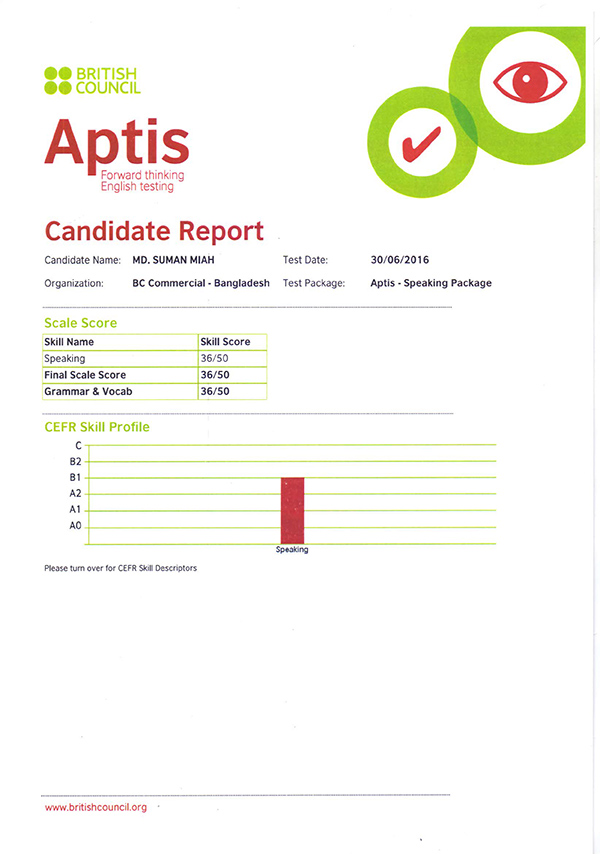 BRITISH
COUNCIL
Aptis
Forward thinking
English testing
Candidate Report
Candidate Name: MD. SUMAN MIAH Test Date: 30/06/2016
Organization: BC Commercial - Bangladesh Test Package: Aptis - Speaking Package
Scale Score
Skill Name Skill Score
Speaking 36/50
Final Scale Score 36/50
Grammar & Vocab 36/50
CEFR Skill Profile
C
B2
B1
A2
A1
A0
Speaking
Please turn over for CEFR Skill Descriptors
www.britishcouncil.org